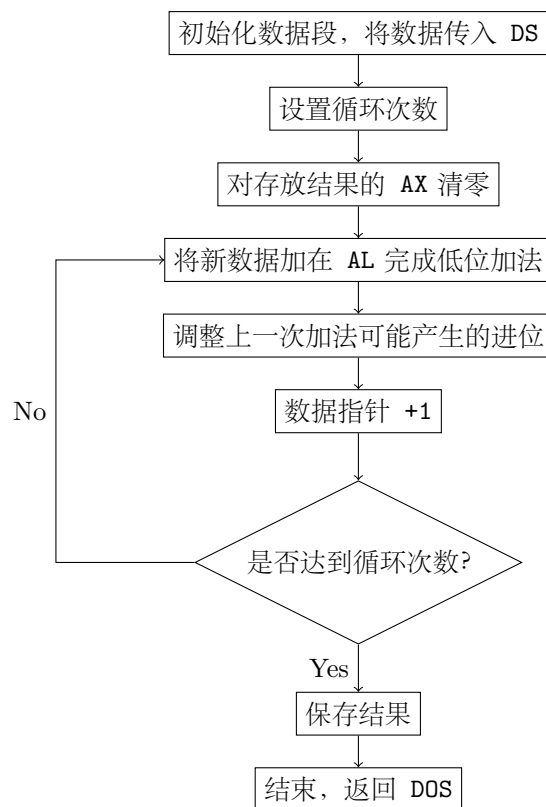 初始化数据段，将数据传入 DS
设置循环次数
对存放结果的 AX 清零
将新数据加在 AL 完成低位加法
调整上一次加法可能产生的进位
数据指针 +1
No
是否达到循环次数?
Yes
保存结果
结束，返回 DOS